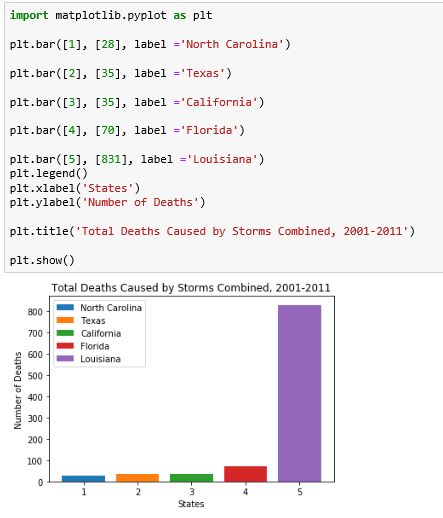 import matplotlib.pyplot as plt
plt.bar([1], [28], label ='North Carolina')
plt.bar([2], [35], label ='Texas')
plt.bar([3], [35], label ='California')
plt.bar([4], [70], label ='Florida')
plt.bar([5], [831], label ='Louisiana')
plt.legend()
plt.xlabel('States')
plt.ylabel('Number of Deaths')
plt.title('Total Deaths Caused by Storms Combined, 2001-2011')
plt.show()
Total Deaths Caused by Storms Combined, 2001-2011
North Carolina
Texas
California
Florida
Louisiana
Number of Deaths
800
700
600
500
400
300
200
100
0
1 2 3 4 5
States